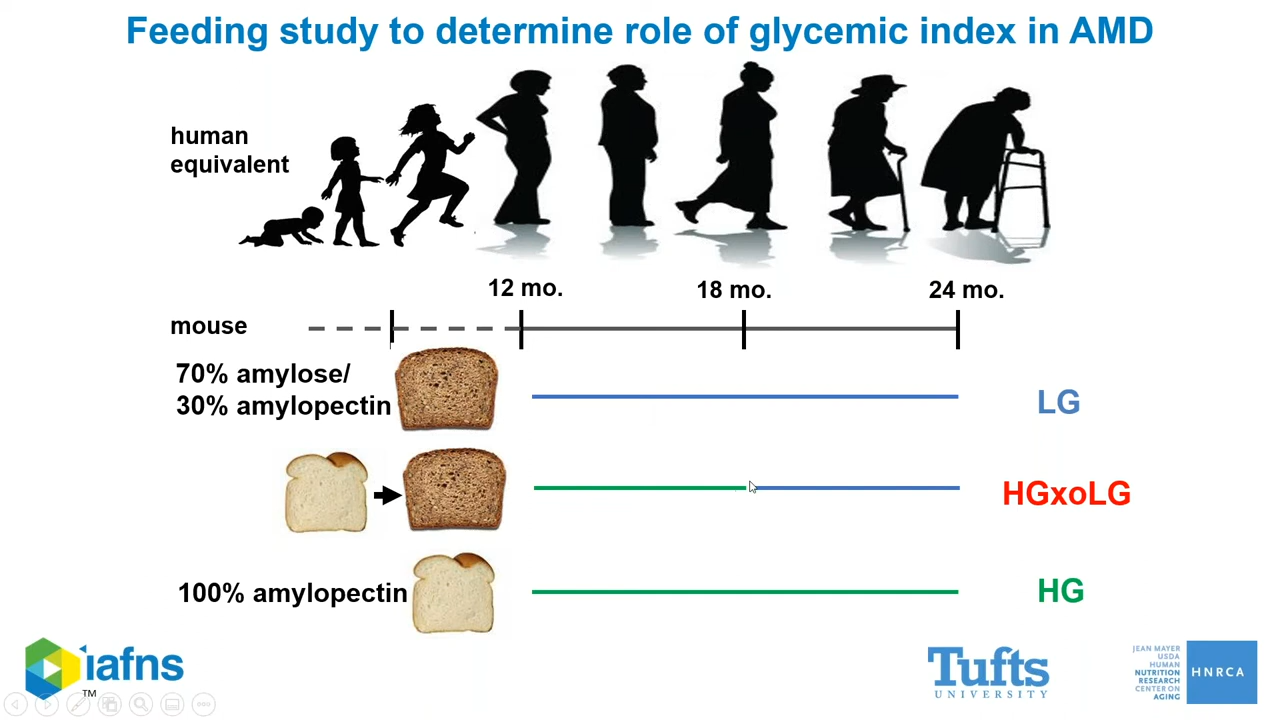 Feeding study to determine role of glycemic index in AMD
human
equivalent
12 mo.
18 mo.
24 mo.
mouse
70% amylose/
30% amylopectin
LG
HGxoLG
100% amylopectin
HG
iafns
TM
Tufts
UNIVERSITY
JEAN MAYER
USDA
HUMAN
NUTRITION
RESEARCH
CENTER ON
AGING
HNRCA